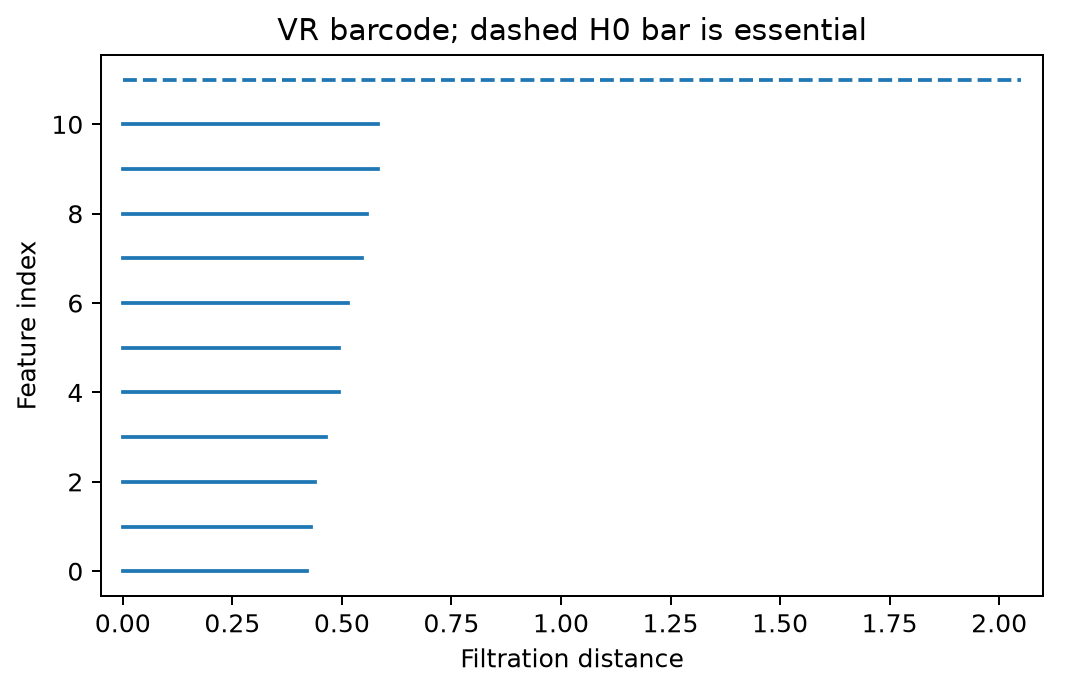 VR barcode; dashed H0 bar is essential
10
8
6
4
2
0
Feature index
0.00 0.25 0.50 0.75 1.00 1.25 1.50 1.75 2.00
Filtration distance